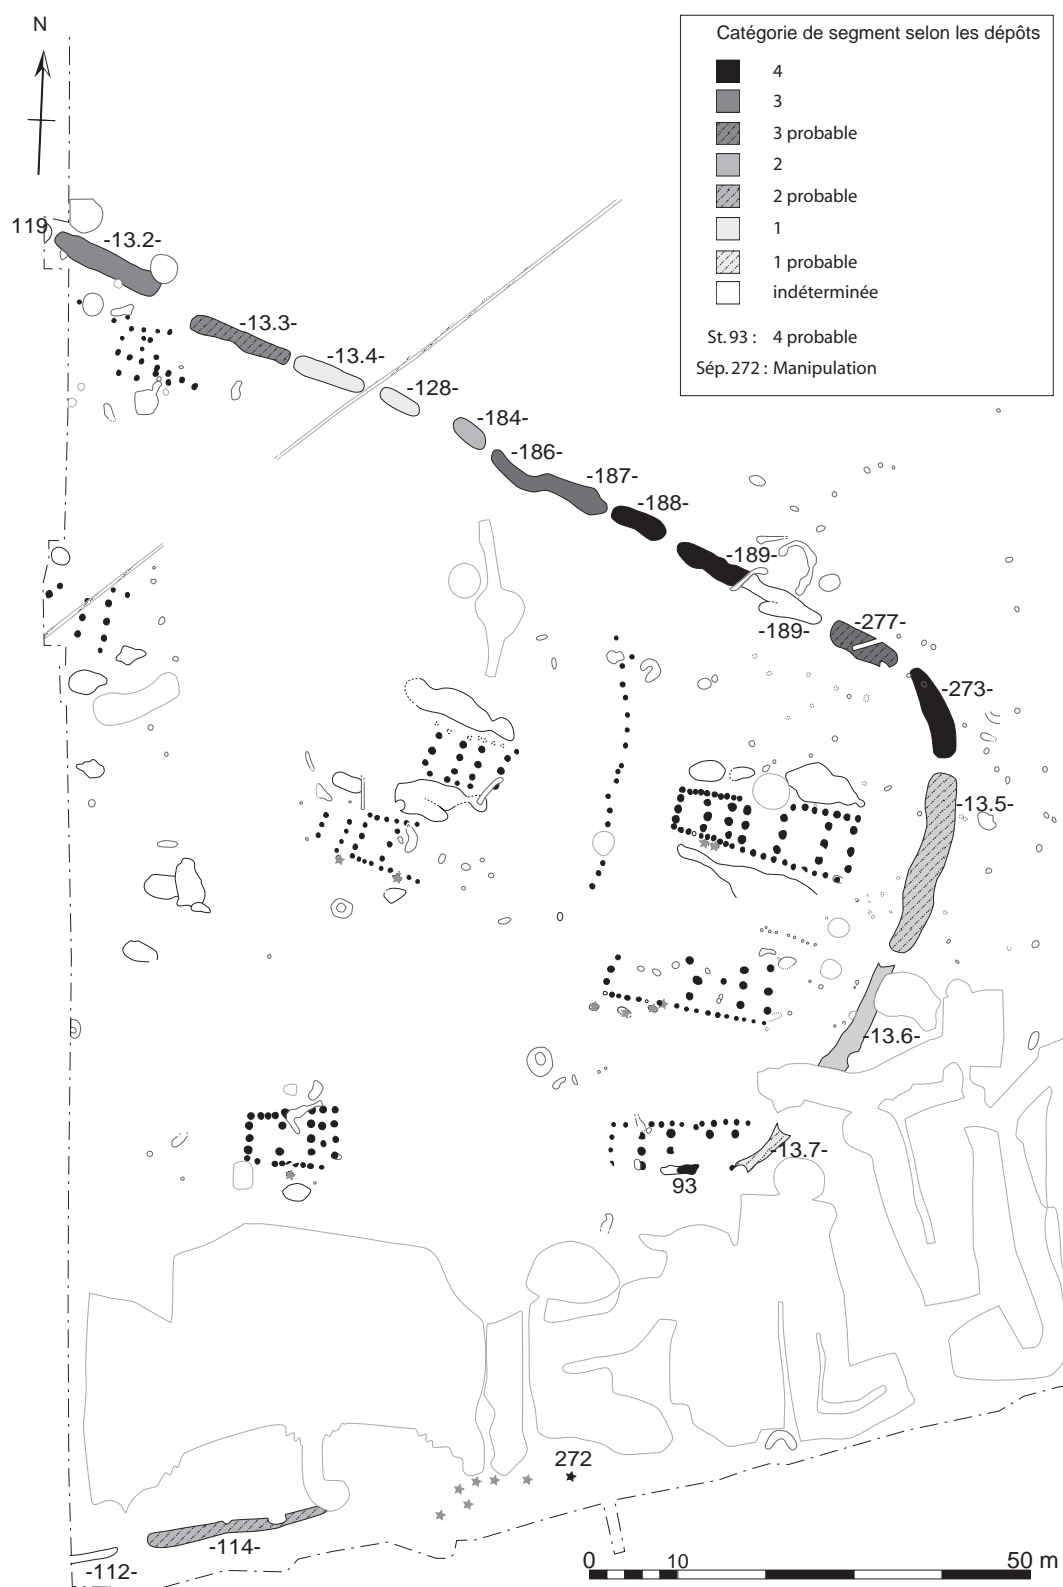 N
Catégorie de segment selon les dépôts
4
3
3 probable
2
2 probable
1
1 probable
indéterminée
St. 93 : 4 probable
Sép. 272 : Manipulation
119
-13.2-
-13.3-
-13.4-
-128-
-184-
-186-
-187-
-188-
-189-
-189-
-277-
-273-
-13.5-
-13.6-
-13.7-
93
272
-114-
-112-
0 10 50 m